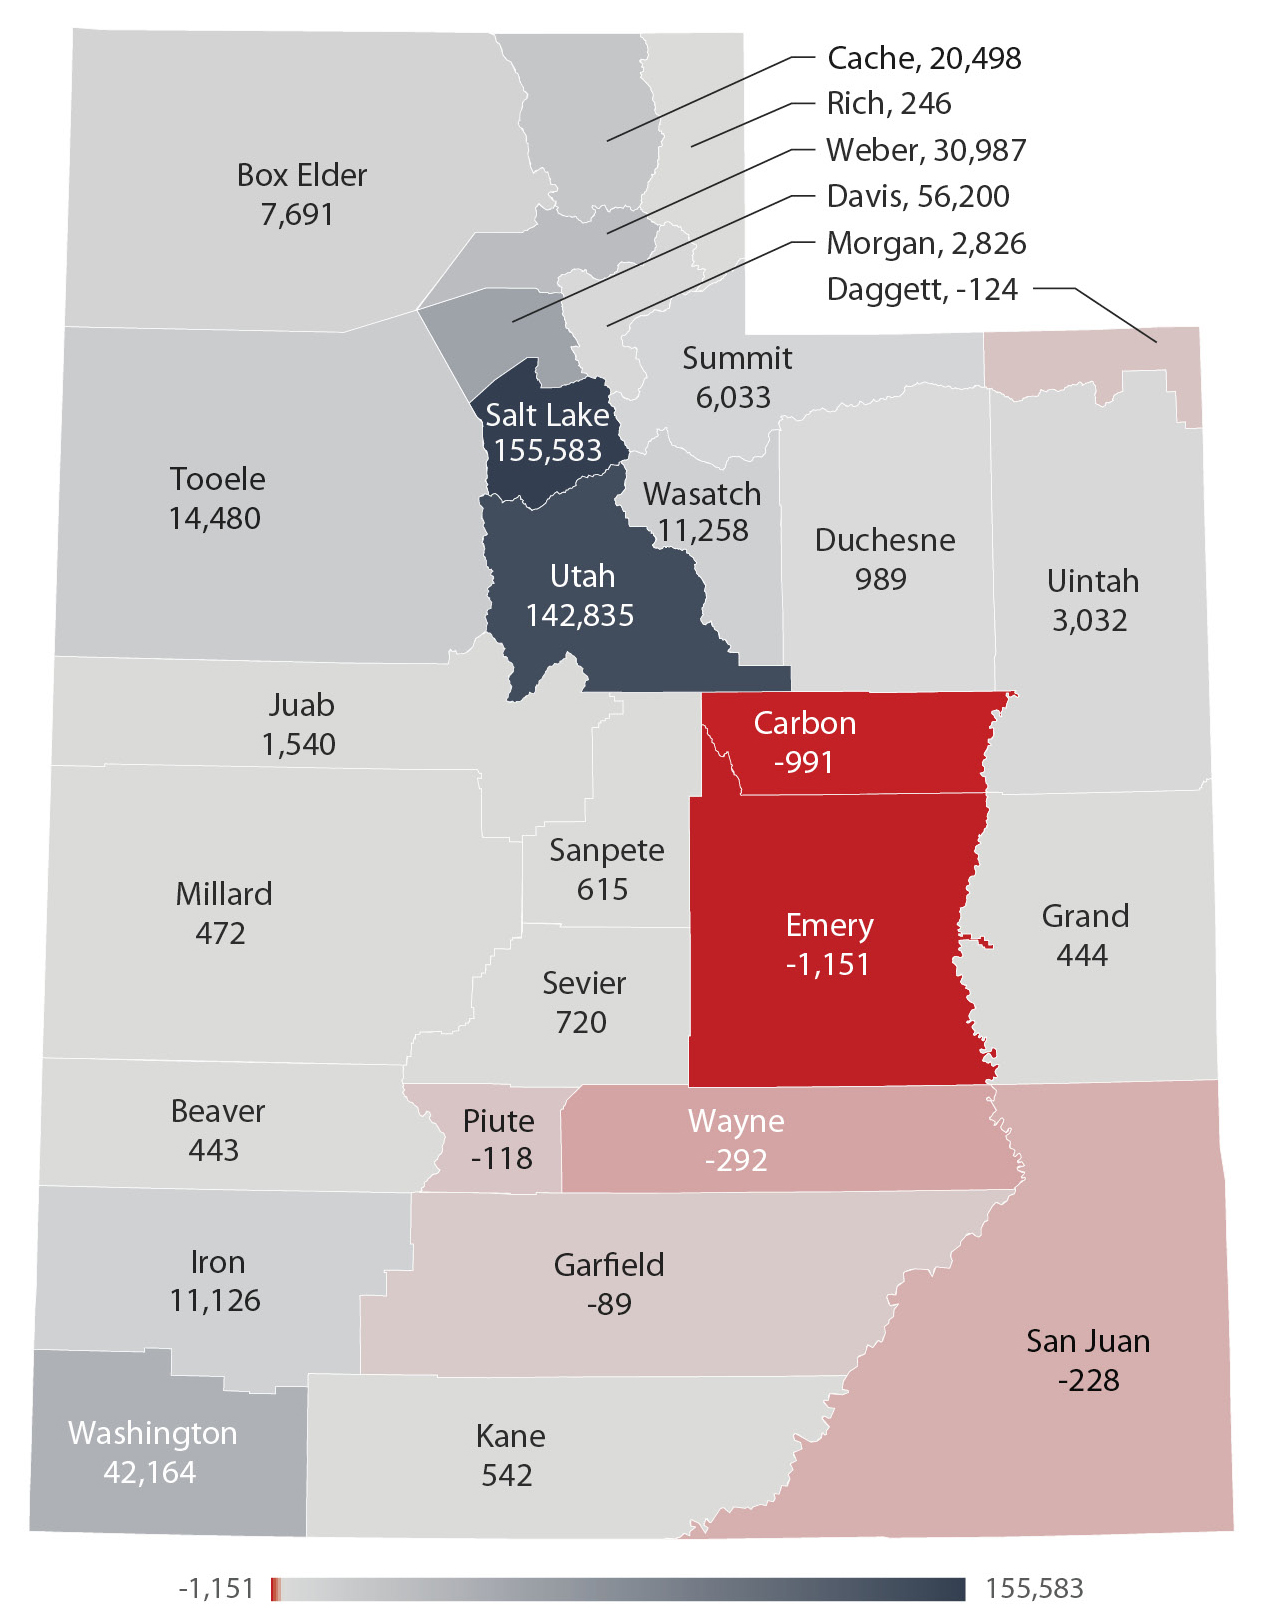 Cache, 20,498
Rich, 246
Weber, 30,987
Davis, 56,200
Morgan, 2,826
Daggett, -124
Box Elder
7,691
Summit
6,033
Salt Lake
155,583
Tooele
14,480
Wasatch
11,258
Duchesne
989
Utah
142,835
Uintah
3,032
Juab
1,540
Carbon
-991
Sanpete
615
Millard
472
Emery
-1,151
Grand
444
Sevier
720
Beaver
443
Piute
-118
Wayne
-292
Iron
11,126
Garfield
-89
San Juan
-228
Washington
42,164
Kane
542
-1,151
155,583